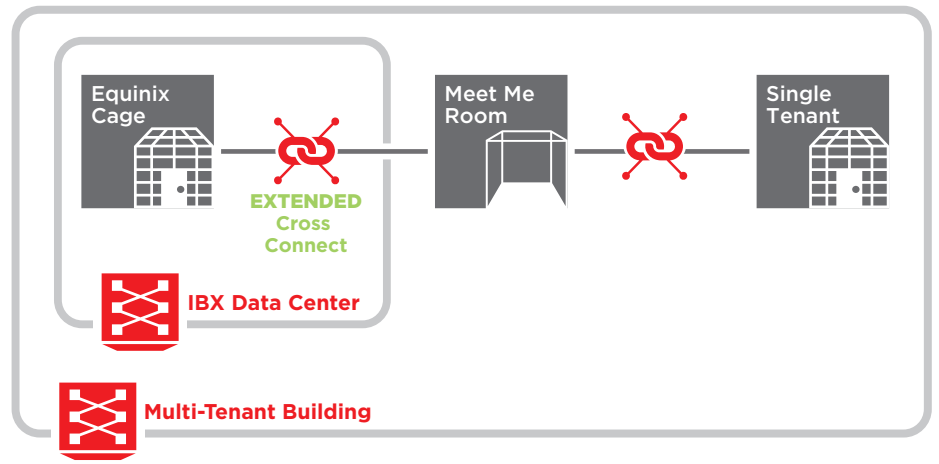 Equinix
Cage
Meet Me
Room
Single
Tenant
EXTENDED
Cross
Connect
IBX Data Center
Multi-Tenant Building